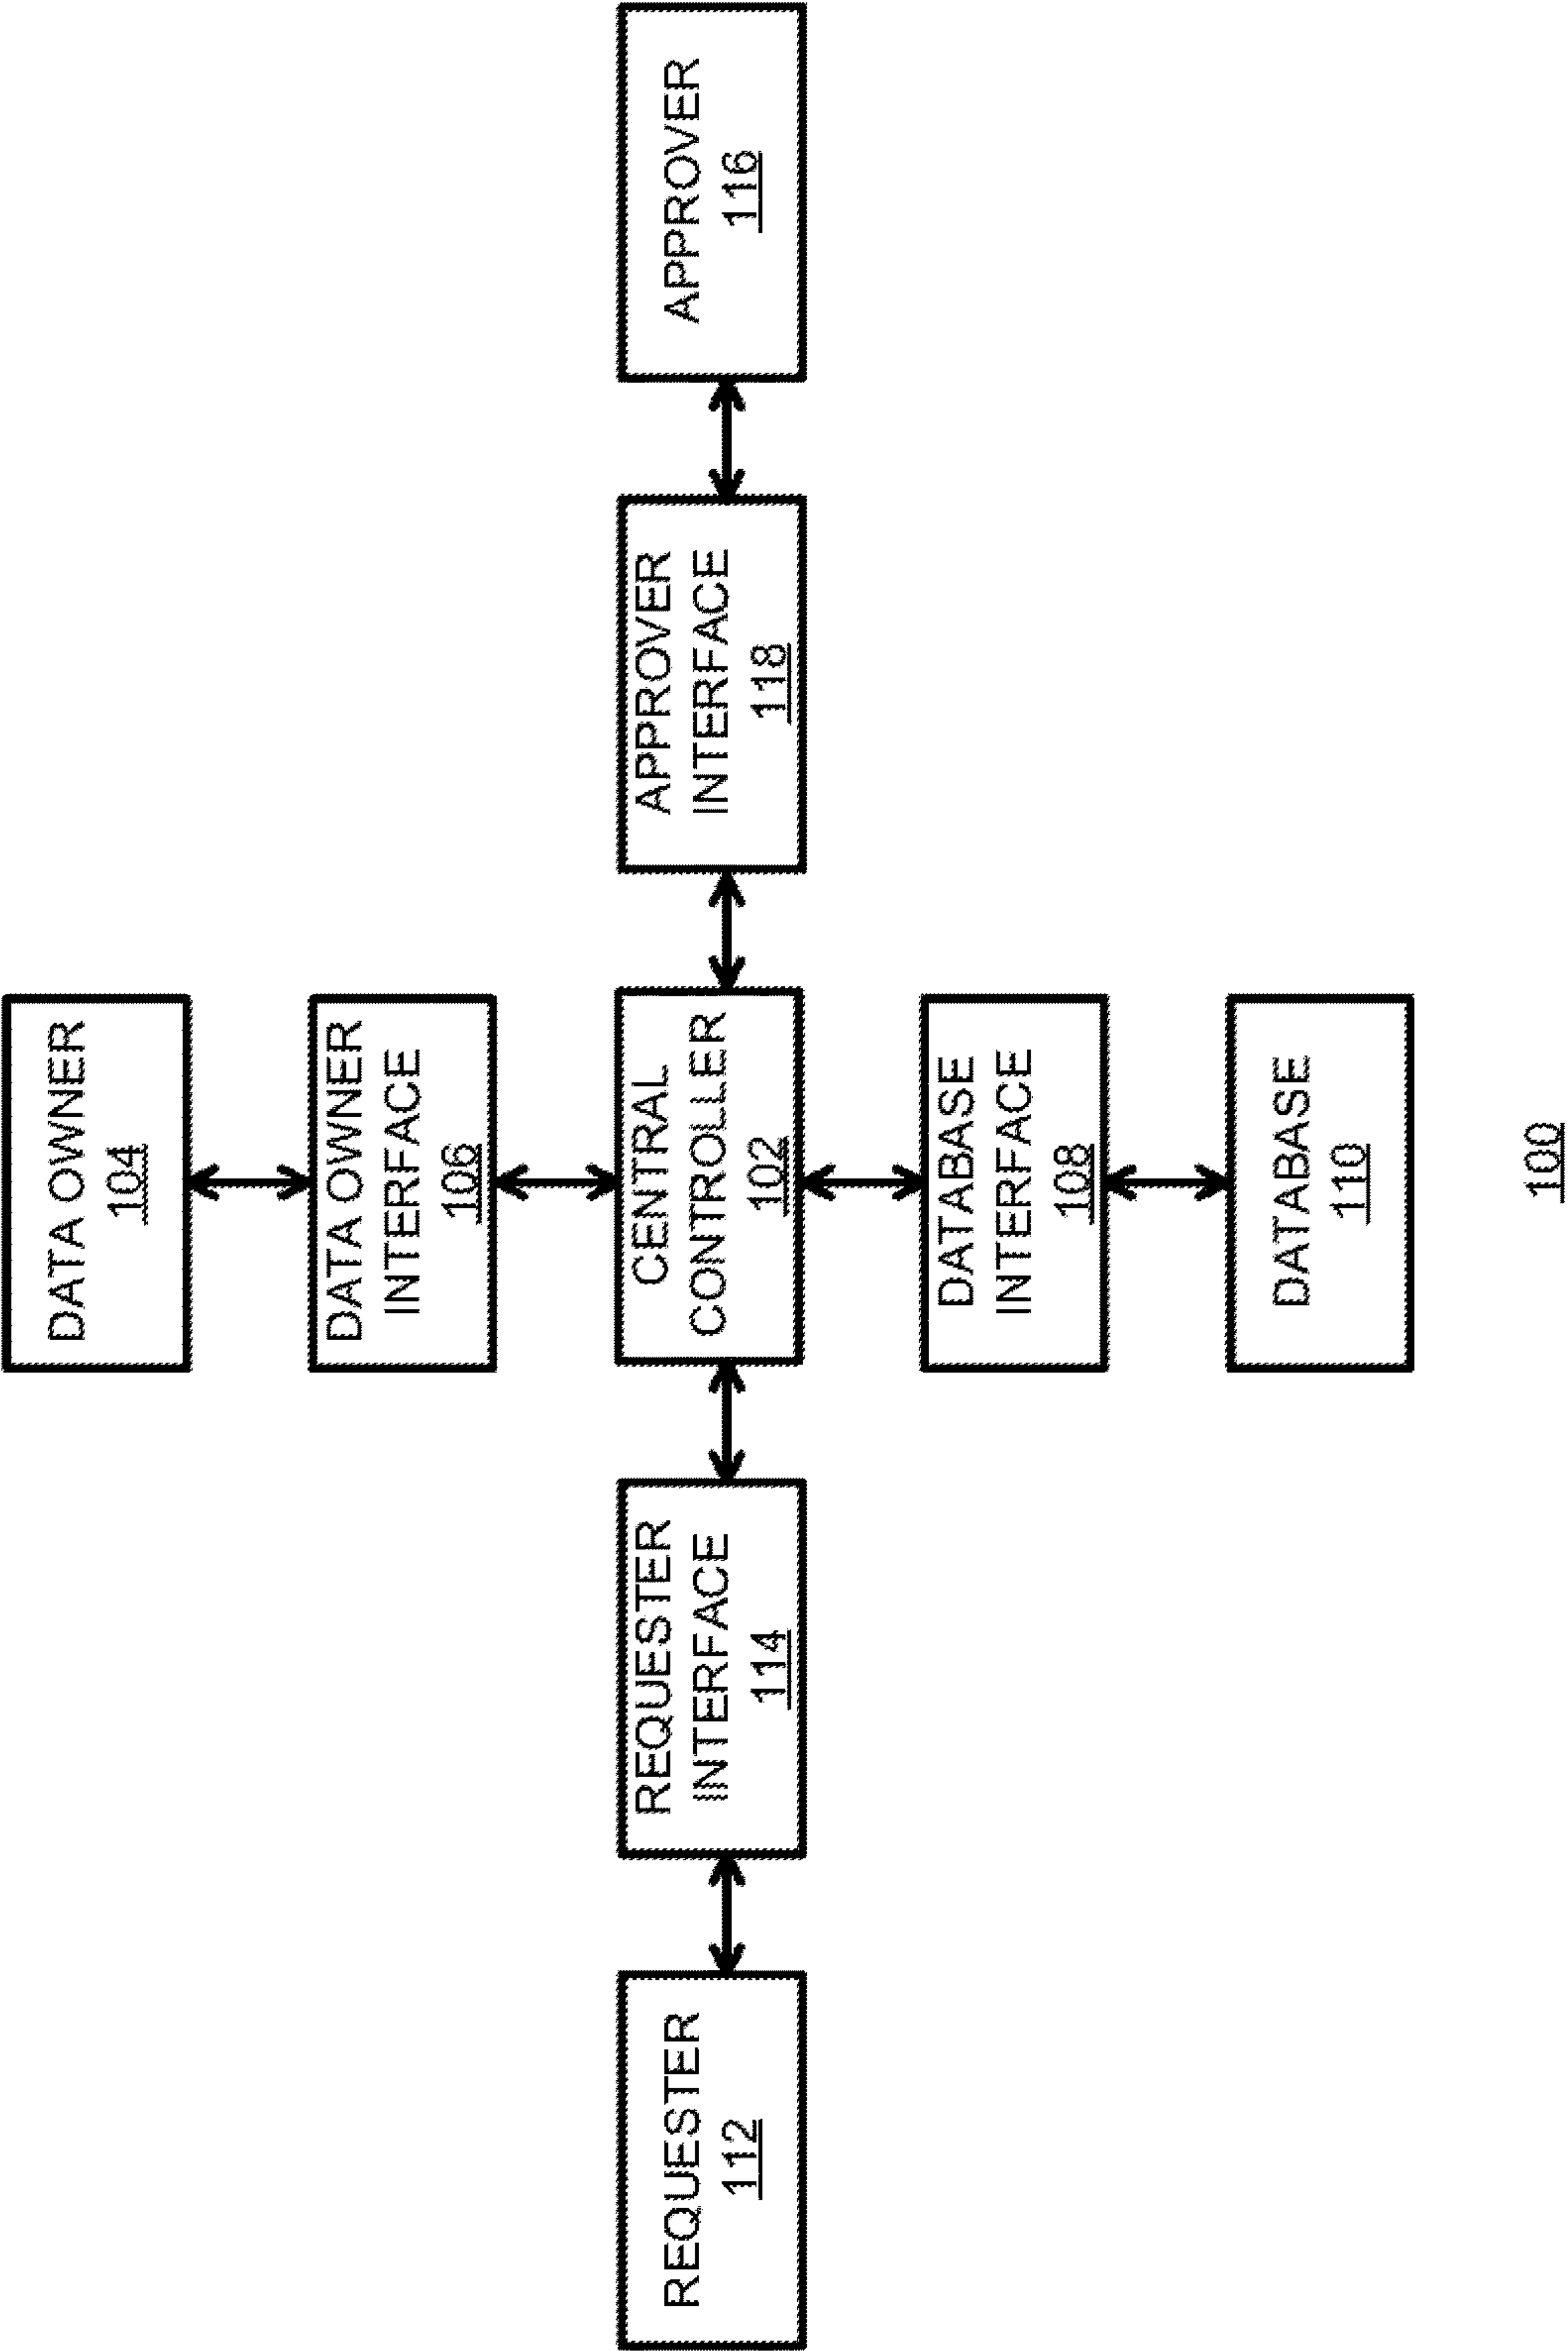 DATA OWNER
104
DATA OWNER
INTERFACE
106
REQUESTER
112
REQUESTER
INTERFACE
114
CENTRAL
CONTROLLER
102
APPROVER
INTERFACE
118
APPROVER
116
DATABASE
INTERFACE
108
DATABASE
110
100